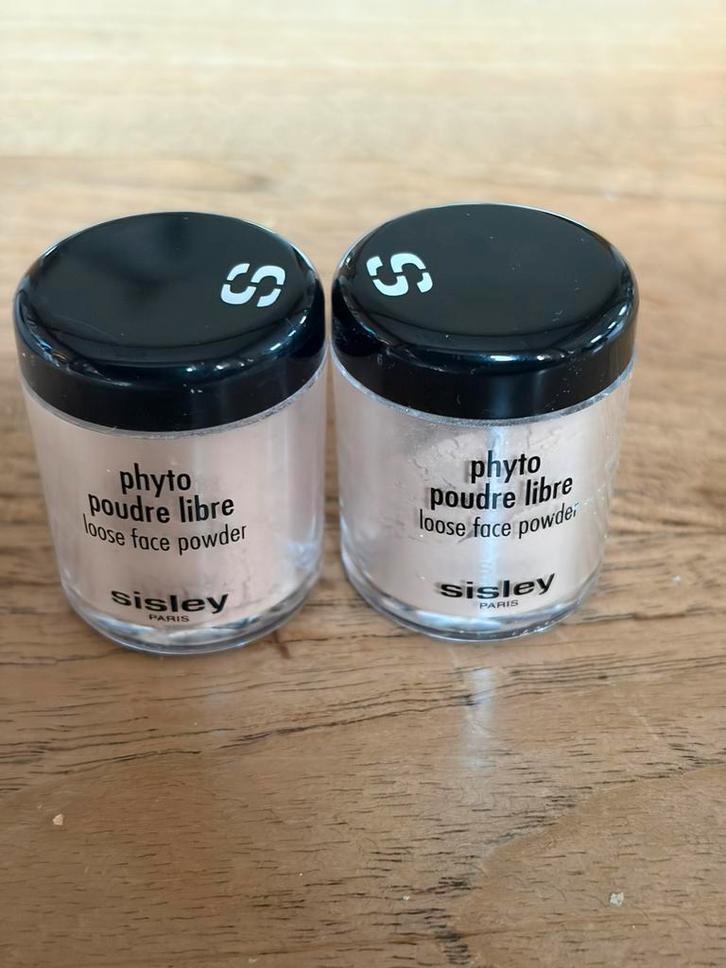 S
phyto
poudre libre
loose face powder
sisley
PARIS
S
phyto
poudre libre
loose face powder
sisley
PARIS